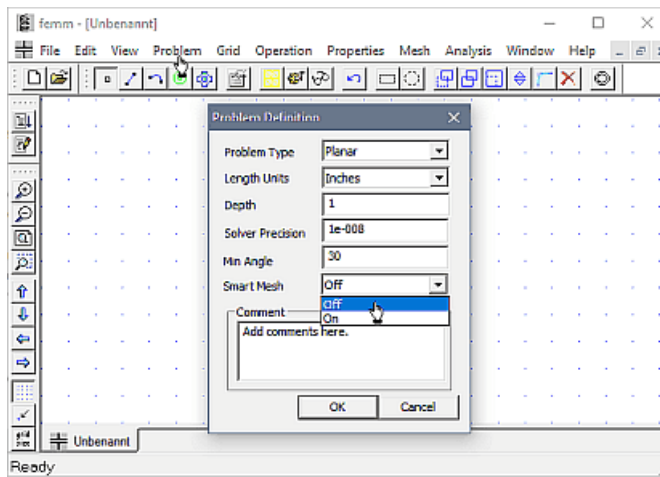 femm - [Unbenannt]
File Edit View Problem Grid Operation Properties Mesh Analysis Window Help
Problem Definition
Problem Type Planar
Length Units Inches
Depth 1
Solver Precision 1e-008
Min Angle 30
Smart Mesh Off
Off
On
Comment
Add comments here.
OK Cancel
Unbenannt
Ready